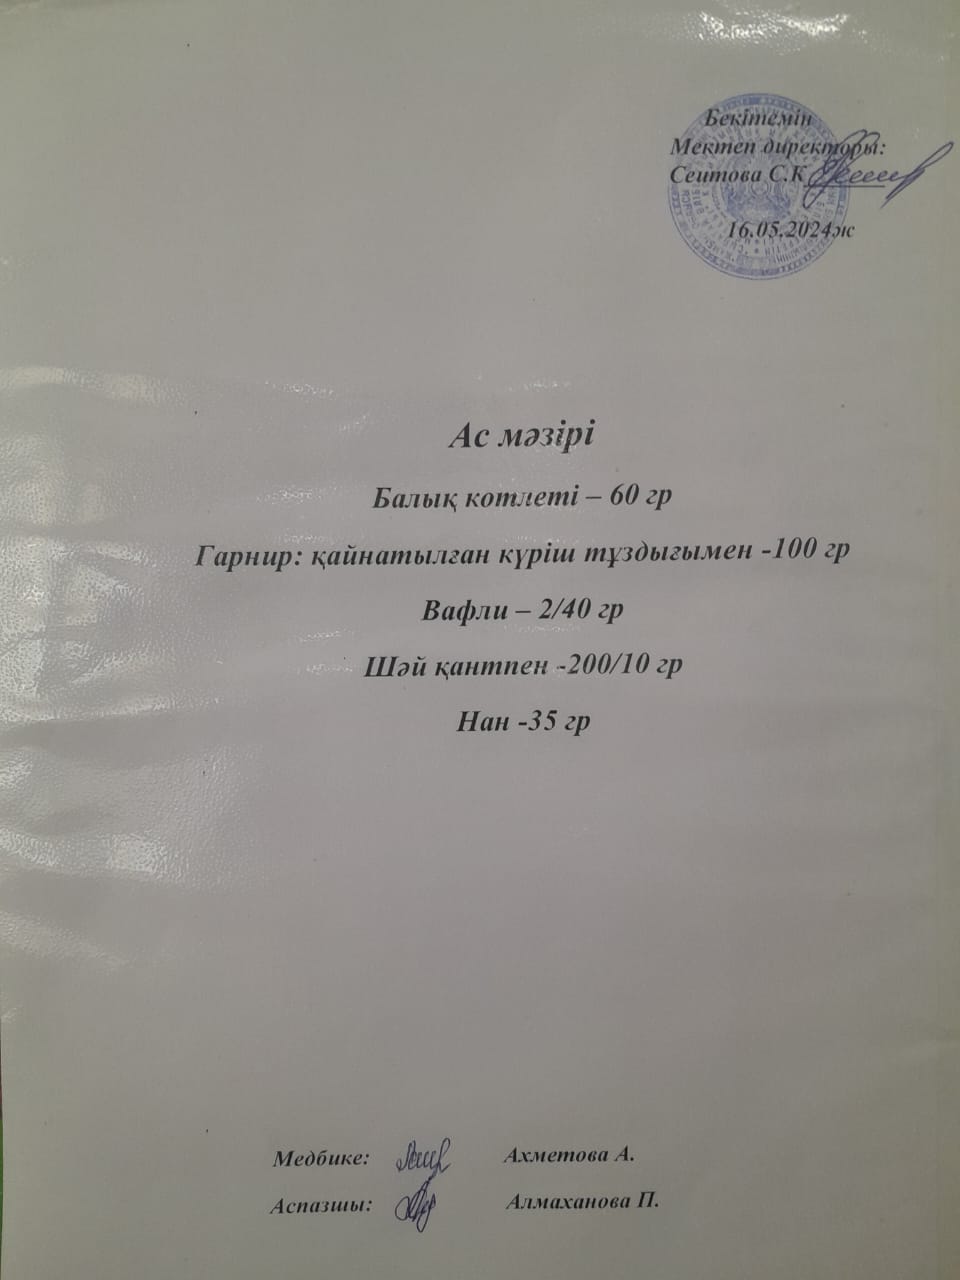 Бекітемін
Мектеп директоры:
Сеитова С.К
16.05.2024ж
Ас мәзірі
Балық котлеті – 60 гр
Гарнир: қайнатылған күріш тұздығымен -100 гр
Вафли – 2/40 гр
Шәй қантпен -200/10 гр
Нан -35 гр
Медбике: Ахметова А.
Аспазшы: Алмаханова П.